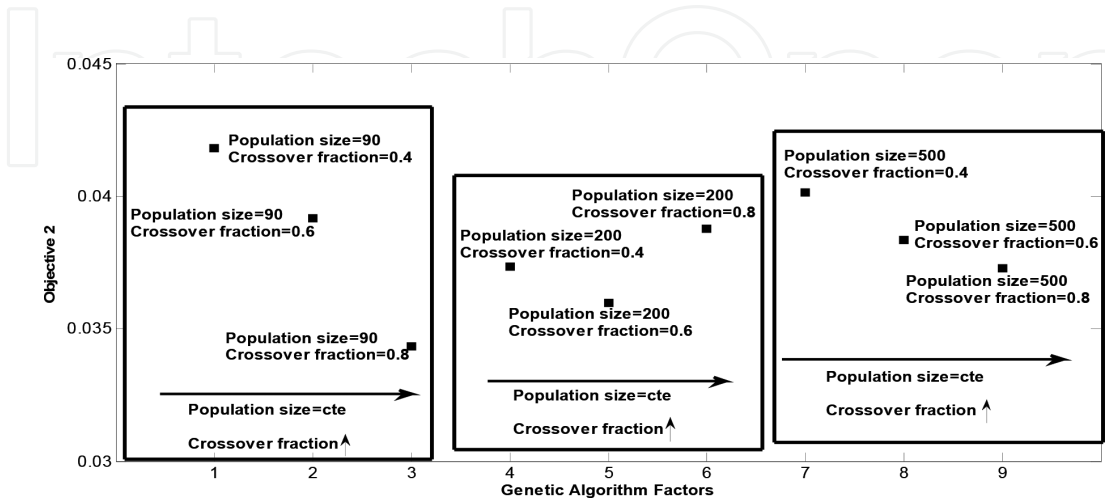 IntechOpen
0.045
0.04
0.035
0.03
Objective 2
Population size=90
Crossover fraction=0.4
Population size=90
Crossover fraction=0.6
Population size=90
Crossover fraction=0.8
Population size=cte
Crossover fraction
Population size=200
Crossover fraction=0.8
Population size=200
Crossover fraction=0.4
Population size=200
Crossover fraction=0.6
Population size=cte
Crossover fraction
Population size=500
Crossover fraction=0.4
Population size=500
Crossover fraction=0.6
Population size=500
Crossover fraction=0.8
Population size=cte
Crossover fraction
1 2 3 4 5 6 7 8 9
Genetic Algorithm Factors